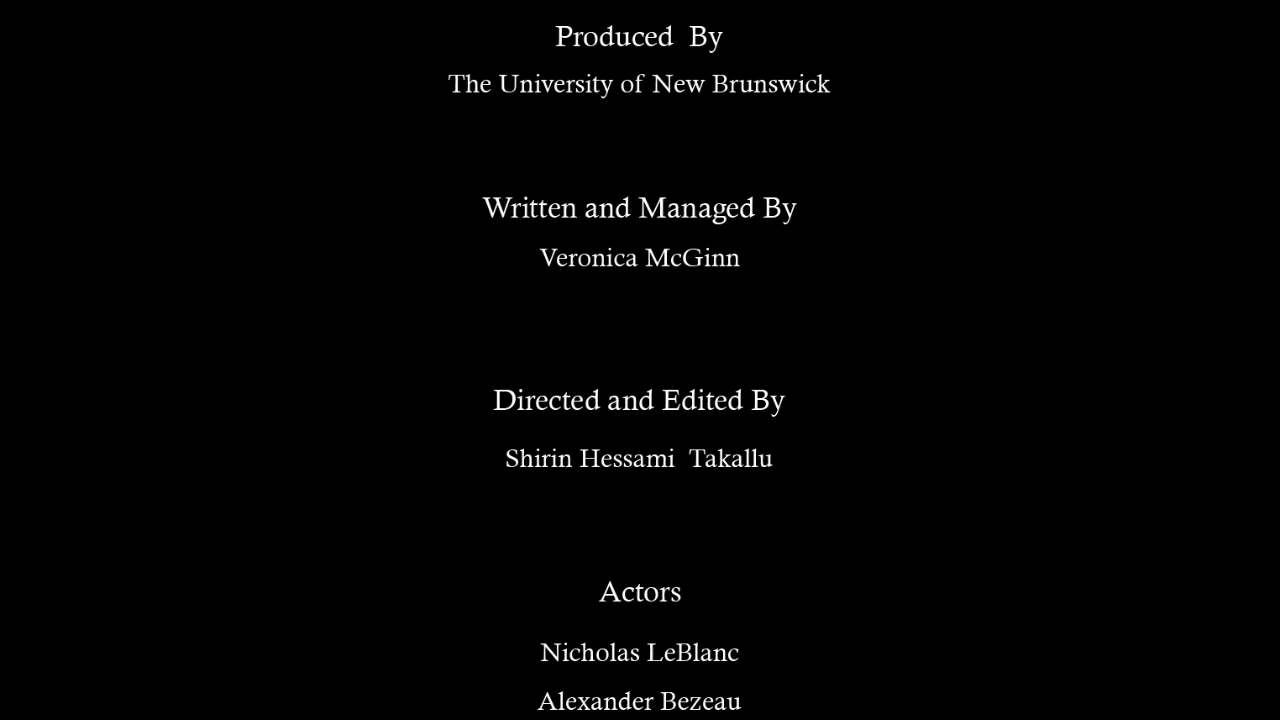 Produced  By
The University of New Brunswick
Written and Managed By
Veronica McGinn
Directed and Edited By
Shirin Hessami  Takallu
Actors
Nicholas LeBlanc
Alexander Bezeau